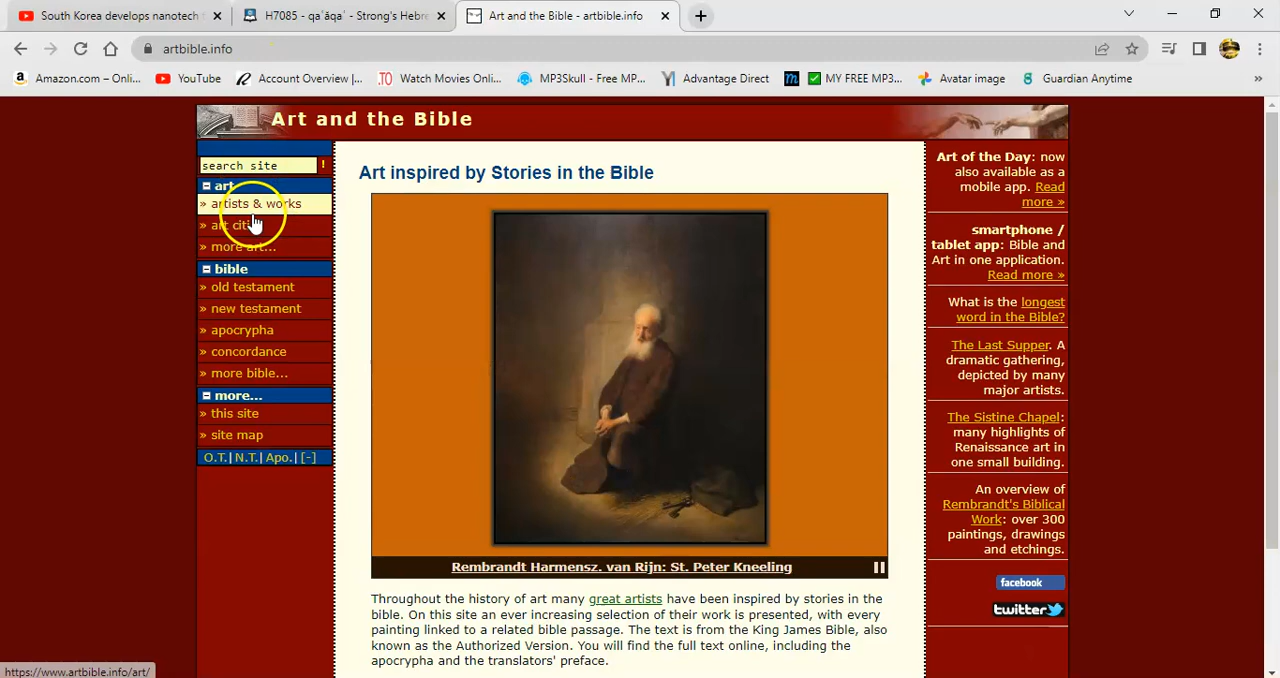 South Korea develops nanotech
H7085 - qaʿăqaʿ - Strong's Hebre
Art and the Bible - artbible.info
artbible.info
Amazon.com – Onli...
YouTube
Account Overview |...
TO Watch Movies Onl...
MP3Skull - Free MP...
Advantage Direct
MY FREE MP3...
Avatar image
Guardian Anytime
»
Art and the Bible
search site !
art
» artists & works
» art citi
» more art...
bible
» old testament
» new testament
» apocrypha
» concordance
» more bible...
more...
» this site
» site map
O.T.| N.T.| Apo.| [-]
Art inspired by Stories in the Bible
Rembrandt Harmensz. van Rijn: St. Peter Kneeling
Throughout the history of art many great artists have been inspired by stories in the
bible. On this site an ever increasing selection of their work is presented, with every
painting linked to a related bible passage. The text is from the King James Bible, also
known as the Authorized Version. You will find the full text online, including the
apocrypha and the translators' preface.
Art of the Day: now
also available as a
mobile app. Read
more »
smartphone /
tablet app: Bible and
Art in one application.
Read more »
What is the longest
word in the Bible?
The Last Supper. A
dramatic gathering,
depicted by many
major artists.
The Sistine Chapel:
many highlights of
Renaissance art in
one small building.
An overview of
Rembrandt's Biblical
Work: over 300
paintings, drawings
and etchings.
facebook
twitter
https://www.artbible.info/art/